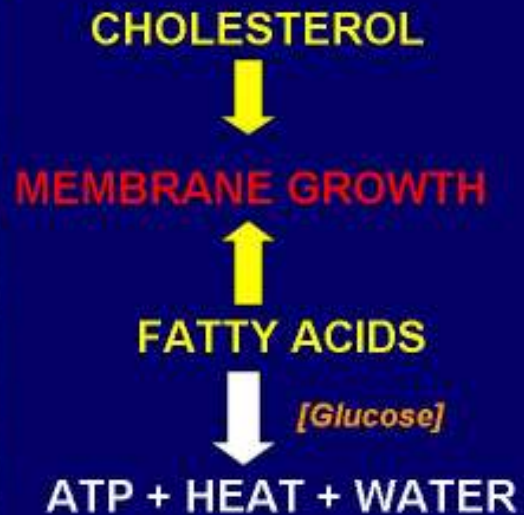 CHOLESTEROL
MEMBRANE GROWTH
FATTY ACIDS
[Glucose]
ATP + HEAT + WATER